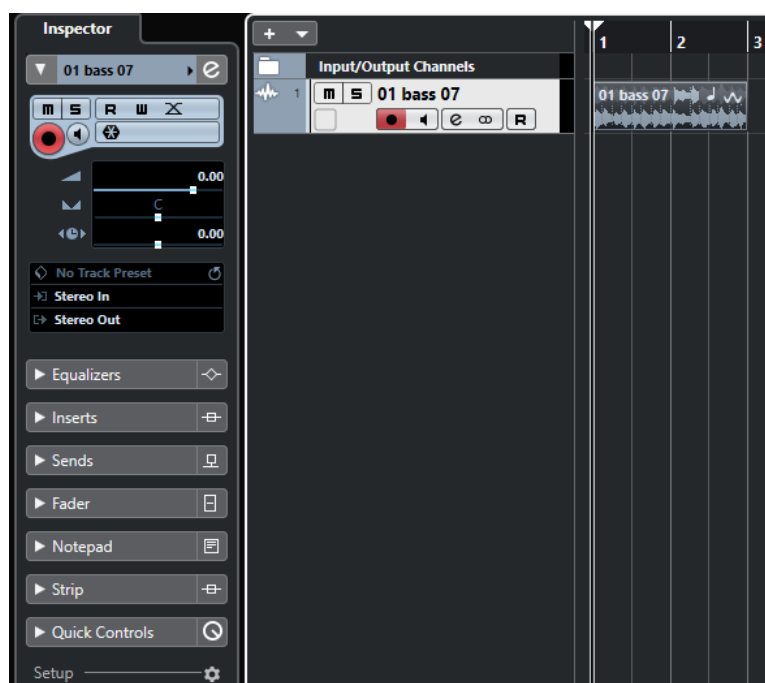 Inspector
01 bass 07
m S R W
0.00
C
0.00
No Track Preset
Stereo In
Stereo Out
Equalizers
Inserts
Sends
Fader
Notepad
Strip
Quick Controls
Setup
+
Input/Output Channels
1 m S 01 bass 07
e R
1 2 3
01 bass 07